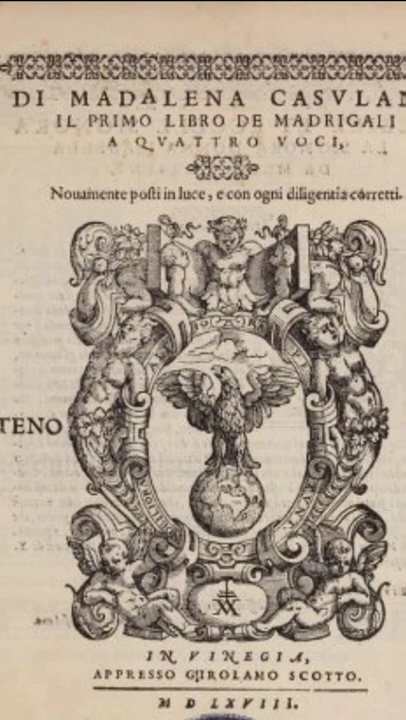 DI MADALENA CASVLAN
IL PRIMO LIBRO DE MADRIGALI
A QVATTRO VOCI,
Nouamente poſti in luce, e con ogni diligentia corretti.
TENO
IN VINEGIA,
APPRESSO GIROLAMO SCOTTO.
M D LXVIII.